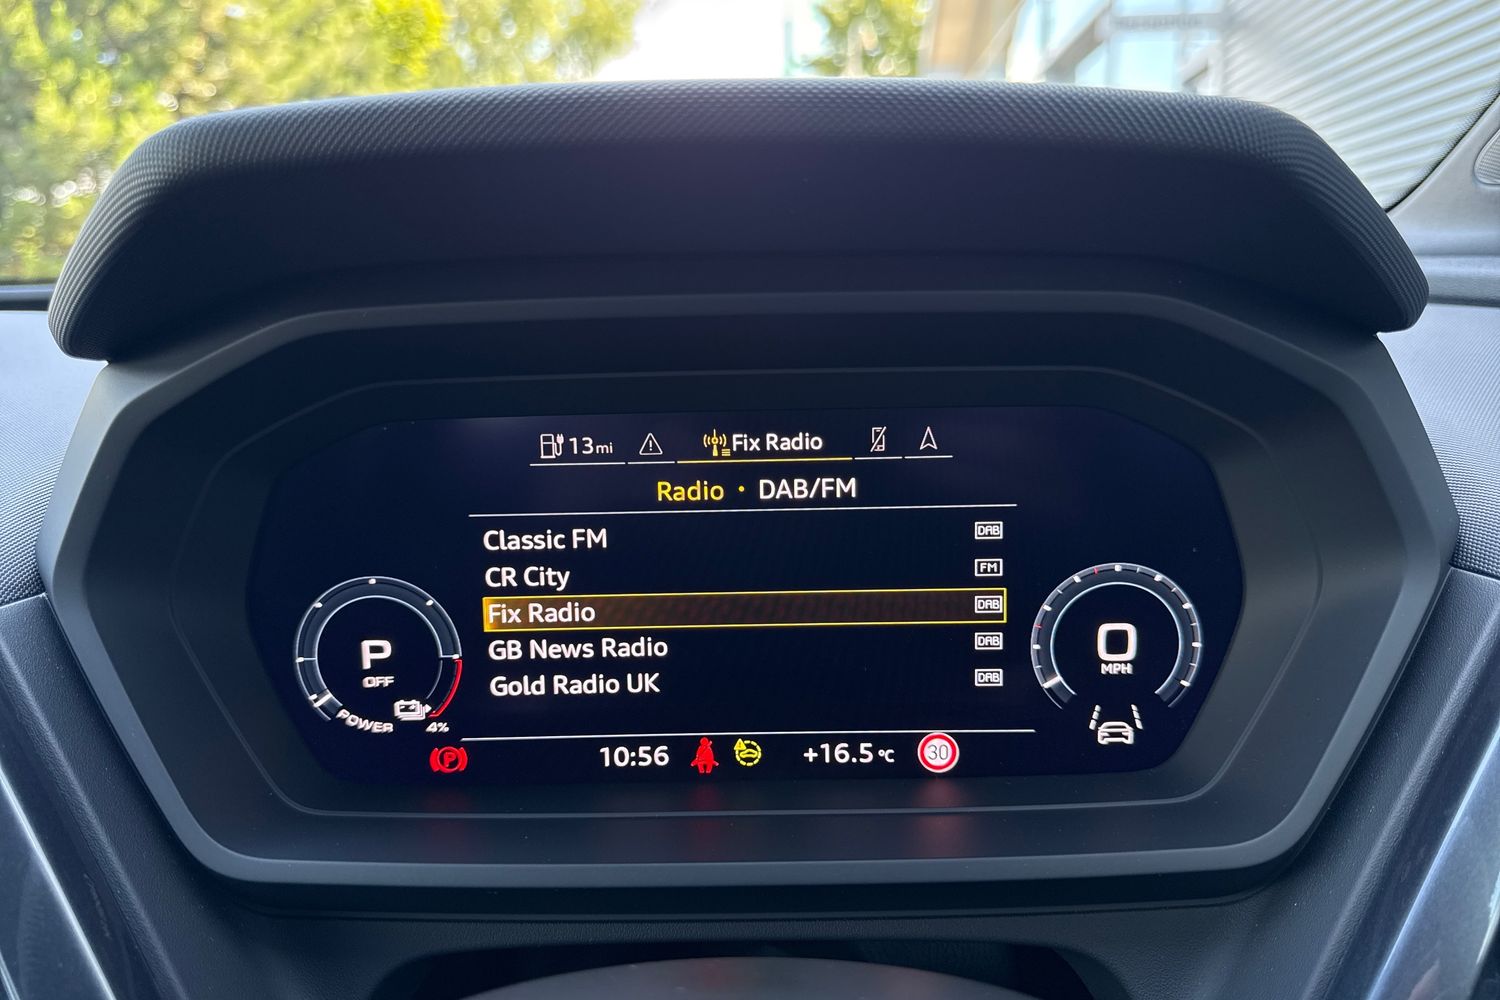 13mi
Fix Radio
Radio • DAB/FM
Classic FM DAB
CR City FM
Fix Radio DAB
GB News Radio DAB
Gold Radio UK DAB
P
OFF
POWER
4%
0
MPH
P
10:56
+16.5°C
30